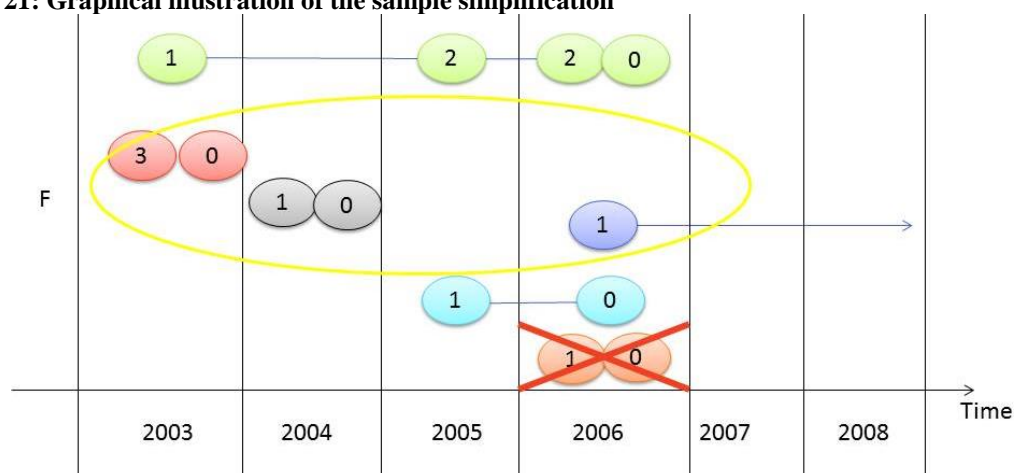 21: Graphical illustration of the sample simplification
1 2 2 0
3 0
1 0
F
1
1 0
1 0
Time
2003 2004 2005 2006 2007 2008